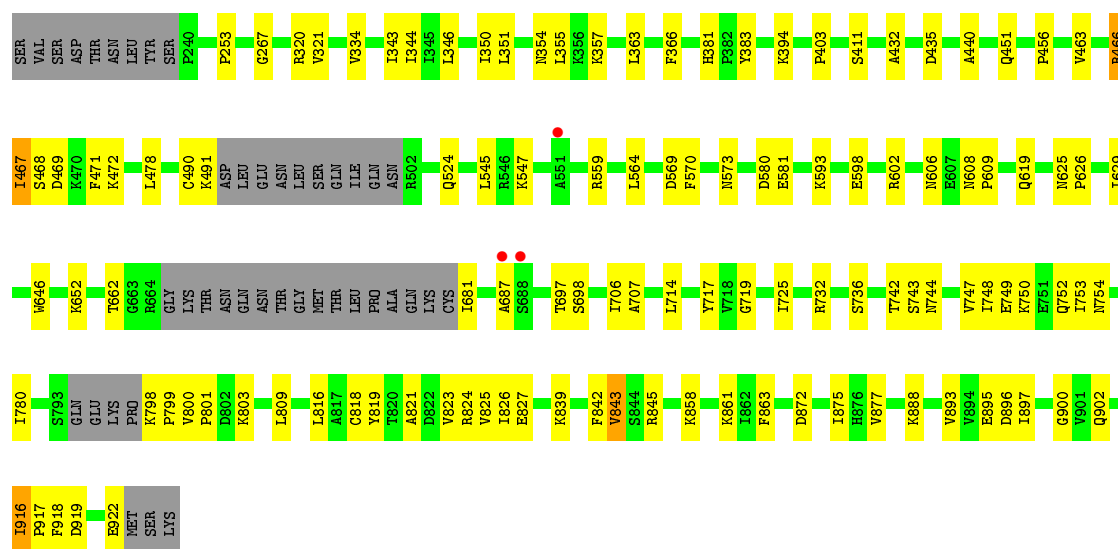 SER VAL SER ASP THR ASN LEU TYR SER P240 P253 G267 R320 V321 V334 I343 I344 I345 L346 I350 L351 N354 L355 K356 K357 L363 F366 H381 P382 Y383 K394 P403 S411 A432 D435 A440 Q451 P456 V463 R466
I467 S468 D469 K470 F471 K472 L478 C490 K491 ASP LEU GLU ASN LEU SER GLN ILE GLN ASN R502 Q524 L545 R546 K547 A551 R559 L564 D569 F570 N573 D580 E581 K593 E598 R602 N606 E607 N608 P609 Q619 N625 P626
W646 K652 T662 G663 R664 GLY LYS THR ASN GLN ASN THR GLY MET THR LEU PRO ALA GLN LYS CYS I681 A687 S688 T697 S698 I706 A707 L714 Y717 V718 G719 I725 R732 S736 T742 S743 N744 V747 I748 E749 K750 E751 Q752 I753 N754
I780 S793 GLN GLU LYS PRO K798 P799 V800 P801 D802 K803 L809 L816 A817 C818 Y819 T820 A821 D822 V823 R824 V825 I826 E827 K839 F842 V843 S844 R845 K858 K861 I862 F863 D872 I875 H876 V877 K888 V893 V894 E895 D896 I897 G900 V901 Q902
I916 P917 F918 D919 E922 MET SER LYS